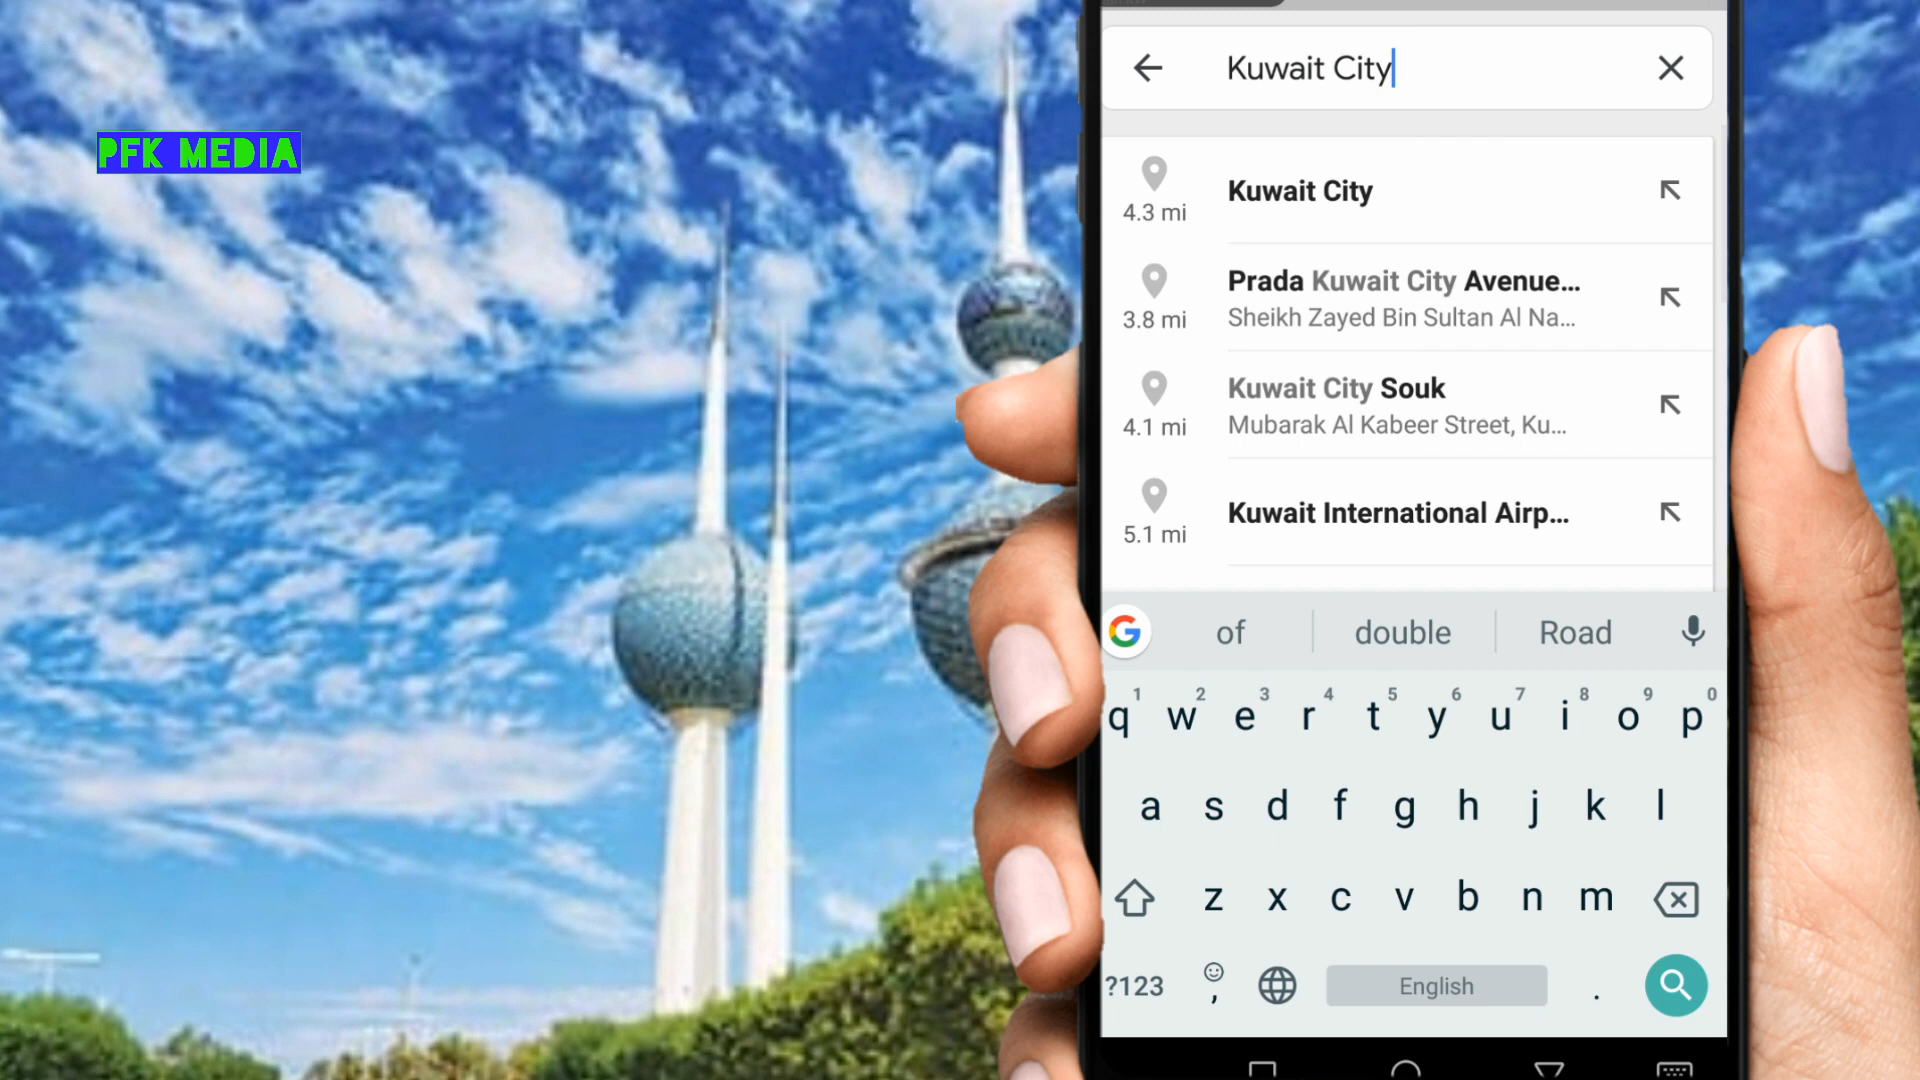 PFK MEDIA
Kuwait City
4.3 mi
Kuwait City
3.8 mi
Prada Kuwait City Avenue...
Sheikh Zayed Bin Sultan Al Na...
4.1 mi
Kuwait City Souk
Mubarak Al Kabeer Street, Ku...
5.1 mi
Kuwait International Airp...
G of double Road
1 2 3 4 5 6 7 8 9 0
q w e r t y u i o p
a s d f g h j k l
z x c v b n m
?123 , English .